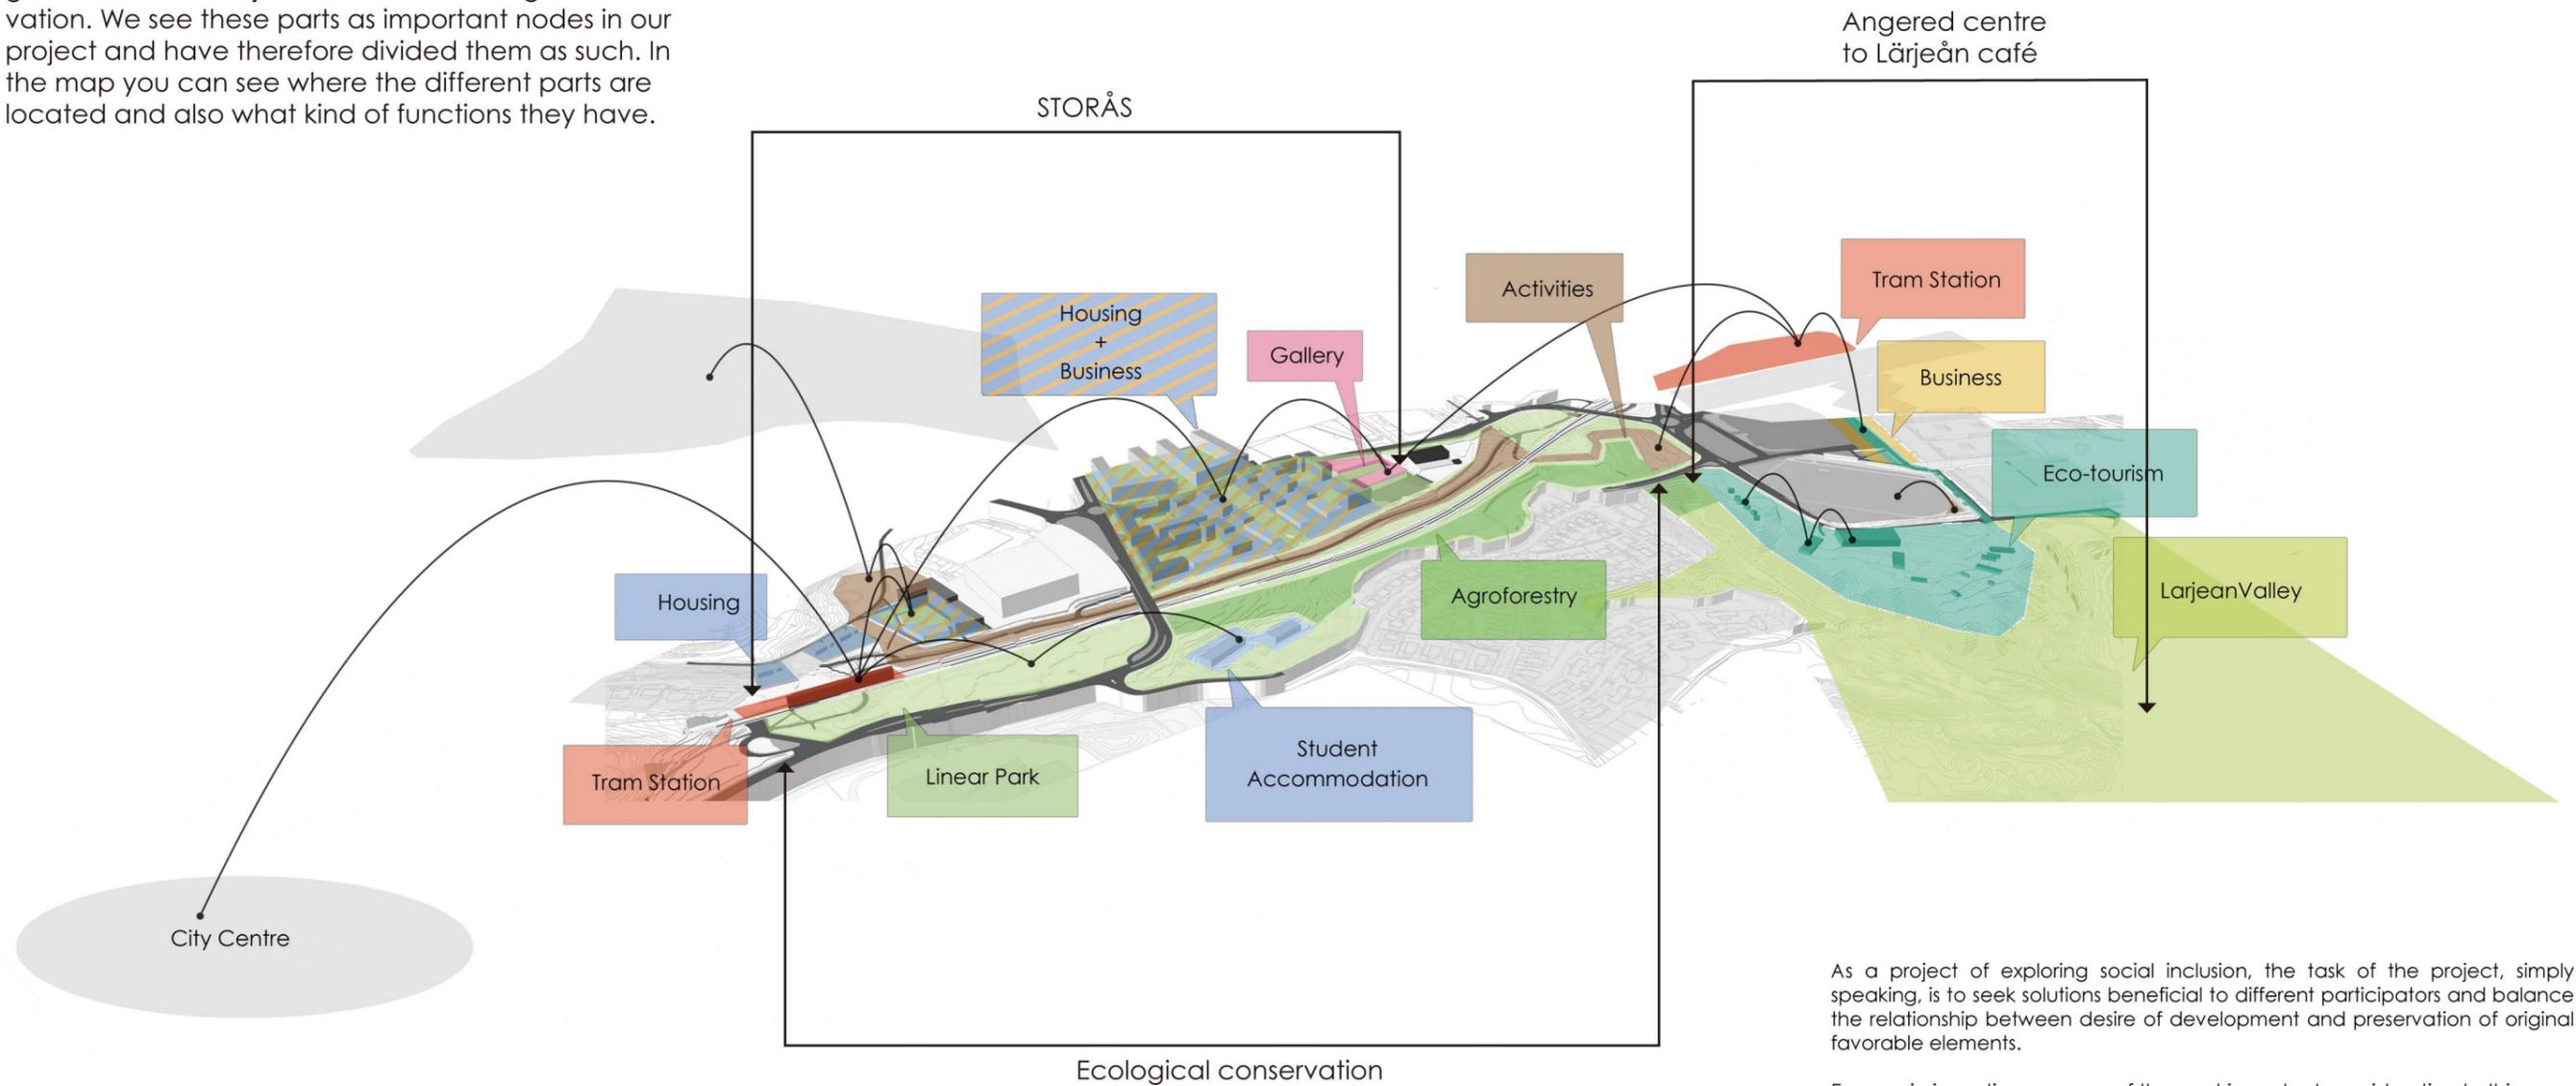 vation. We see these parts as important nodes in our
project and have therefore divided them as such. In
the map you can see where the different parts are
located and also what kind of functions they have.
Angered centre
to Lärjeån café
STORÅS
Tram Station
Activities
Housing
+
Business
Gallery
Business
Eco-tourism
Housing
Agroforestry
LarjeanValley
Tram Station
Linear Park
Student
Accommodation
City Centre
As a project of exploring social inclusion, the task of the project, simply
speaking, is to seek solutions beneficial to different participators and balance
the relationship between desire of development and preservation of original
favorable elements.
Ecological conservation